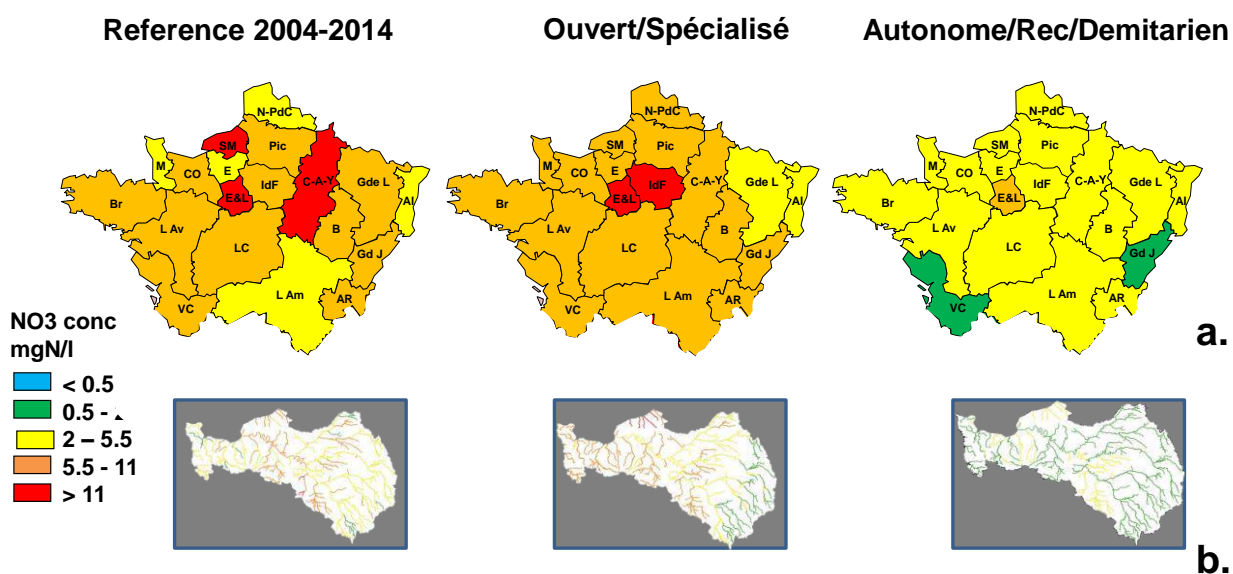 Reference 2004-2014
Ouvert/Spécialisé
Autonome/Rec/Demitarien
N-PdC
SM
Pic
M
CO
E
IdF
C-A-Y
Gde L
Al
E&L
Br
L Av
LC
B
Gd J
L Am
AR
VC
N-PdC
SM
Pic
M
CO
E
IdF
C-A-Y
Gde L
Al
E&L
Br
L Av
LC
B
Gd J
L Am
AR
VC
N-PdC
SM
Pic
M
CO
E
IdF
C-A-Y
Gde L
Al
E&L
Br
L Av
LC
B
Gd J
L Am
AR
VC
a.
NO3 conc
mgN/l
< 0.5
0.5 -
2 – 5.5
5.5 - 11
> 11
b.